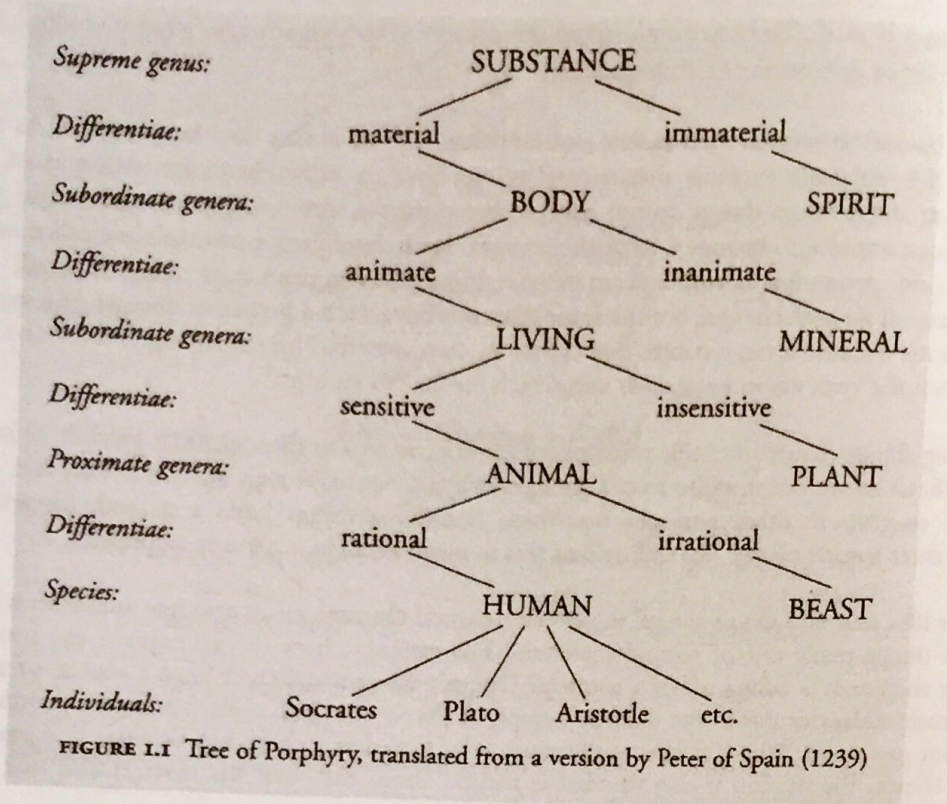 Supreme genus: SUBSTANCE
Differentiae: material immaterial
Subordinate genera: BODY SPIRIT
Differentiae: animate inanimate
Subordinate genera: LIVING MINERAL
Differentiae: sensitive insensitive
Proximate genera: ANIMAL PLANT
Differentiae: rational irrational
Species: HUMAN BEAST
Individuals: Socrates Plato Aristotle etc.
FIGURE 1.1 Tree of Porphyry, translated from a version by Peter of Spain (1239)